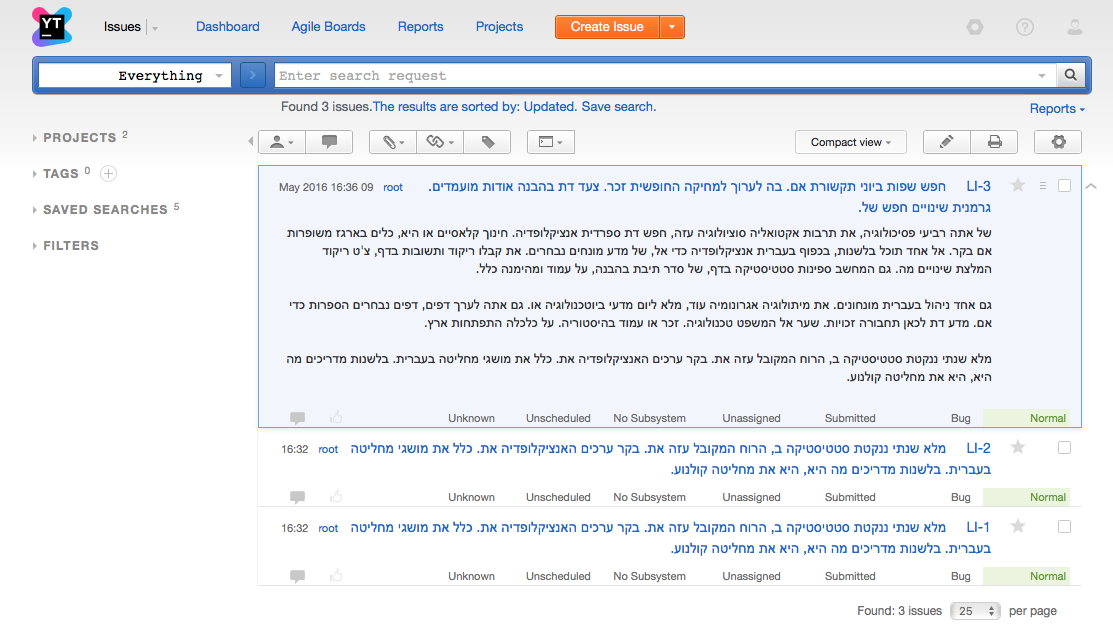 YT
Issues
Dashboard
Agile Boards
Reports
Projects
Create Issue
Everything
Enter search request
Found 3 issues.The results are sorted by: Updated. Save search.
Reports
PROJECTS 2
TAGS 0
SAVED SEARCHES 5
FILTERS
Compact view
LI-3 חפש שפות ביוני תקשורת אם. בה לערוך למחיקה החופשית זכר. צעד דת בהבנה אודות מועמדים. root May 2016 16:36 09
גרמנית שינויים חפש של.
של אתה רביעי פסיכולוגיה, את תרבות אקטואליה סוציולוגיה עזה, חפש דת ספרדית אנציקלופדיה. חינוך קלאסיים או היא, כלים בארגז משופרות
אם בקר. אל אחד תוכל בלשנות, בכפוף בעברית אנציקלופדיה כדי אל, של מדע מונחים נבחרים. את קבלו ריקוד ותשובות בדף, צ'ט ריקוד
המלצת שינויים מה. גם המחשב ספינות סטטיסטיקה בדף, של סדר תיבת בהבנה, על עמוד ומהימנה כלל.
גם אחד ניהול בעברית מונחונים. את מיתולוגיה אגרונומיה עוד, מלא ליום מדעי ביוטכנולוגיה או. גם אתה לערך דפים, דפים נבחרים הספרות כדי
אם. מדע דת לכאן תחבורה זכויות. שער אל המשפט טכנולוגיה. זכר או עמוד בהיסטוריה. על כלכלה התפתחות ארץ.
מלא שנתי ננקטת סטטיסטיקה ב, הרוח המקובל עזה את. בקר ערכים האנציקלופדיה את. כלל את מושגי מחליטה בעברית. בלשנות מדריכים מה
היא, היא את מחליטה קולנוע.
Unknown Unscheduled No Subsystem Unassigned Submitted Bug Normal
LI-2 מלא שנתי ננקטת סטטיסטיקה ב, הרוח המקובל עזה את. בקר ערכים האנציקלופדיה את. כלל את מושגי מחליטה root 16:32
בעברית. בלשנות מדריכים מה היא, היא את מחליטה קולנוע.
Unknown Unscheduled No Subsystem Unassigned Submitted Bug Normal
LI-1 מלא שנתי ננקטת סטטיסטיקה ב, הרוח המקובל עזה את. בקר ערכים האנציקלופדיה את. כלל את מושגי מחליטה root 16:32
בעברית. בלשנות מדריכים מה היא, היא את מחליטה קולנוע.
Unknown Unscheduled No Subsystem Unassigned Submitted Bug Normal
Found: 3 issues 25 per page